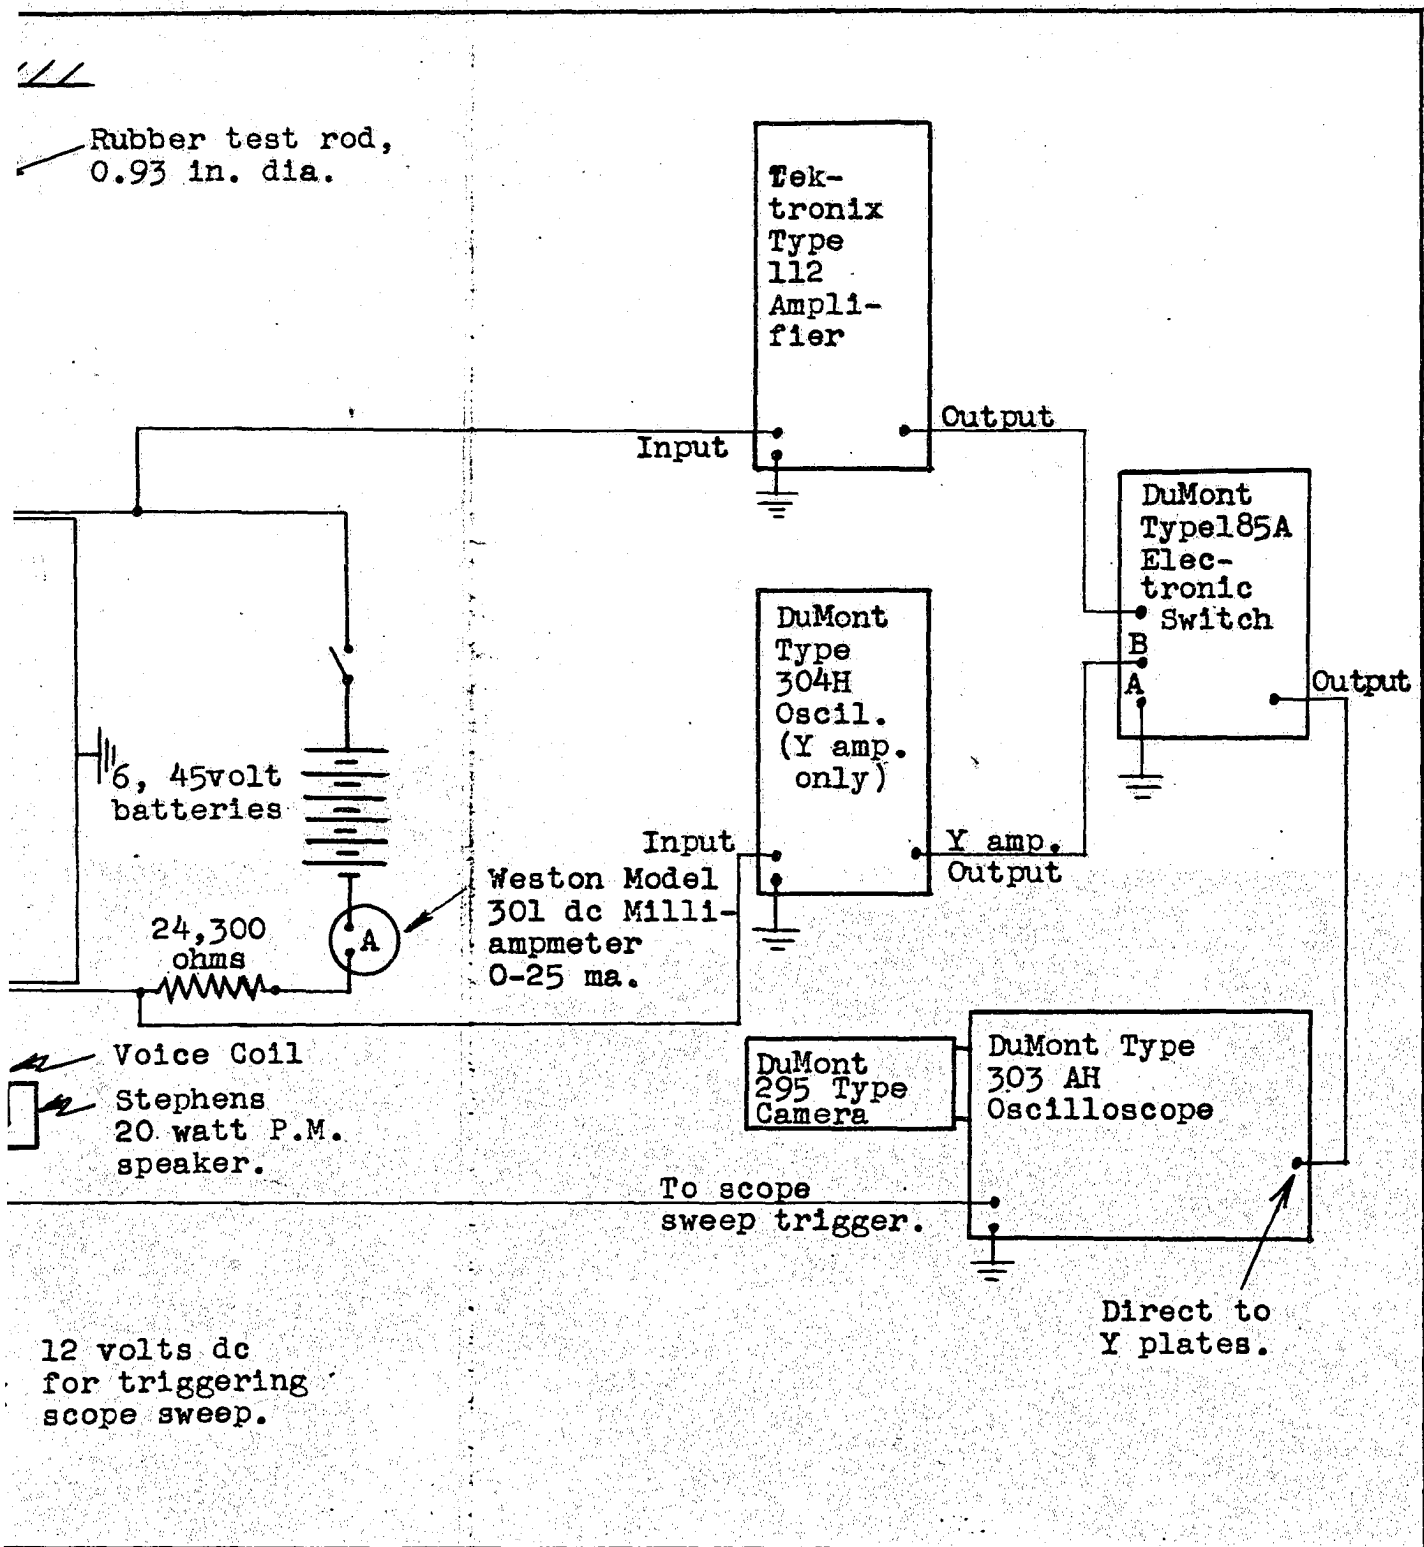 Rubber test rod,
0.93 in. dia.
Tek-
tronix
Type
112
Ampli-
fier
Input
Output
DuMont
Type185A
Elec-
tronic
Switch
B
A
Output
DuMont
Type
304H
Oscil.
(Y amp.
only)
Input
Y amp.
Output
6, 45volt
batteries
Weston Model
301 dc Milli-
ampmeter
0-25 ma.
A
24,300
ohms
Voice Coil
Stephens
20 watt P.M.
speaker.
DuMont
295 Type
Camera
DuMont Type
303 AH
Oscilloscope
To scope
sweep trigger.
Direct to
Y plates.
12 volts dc
for triggering
scope sweep.